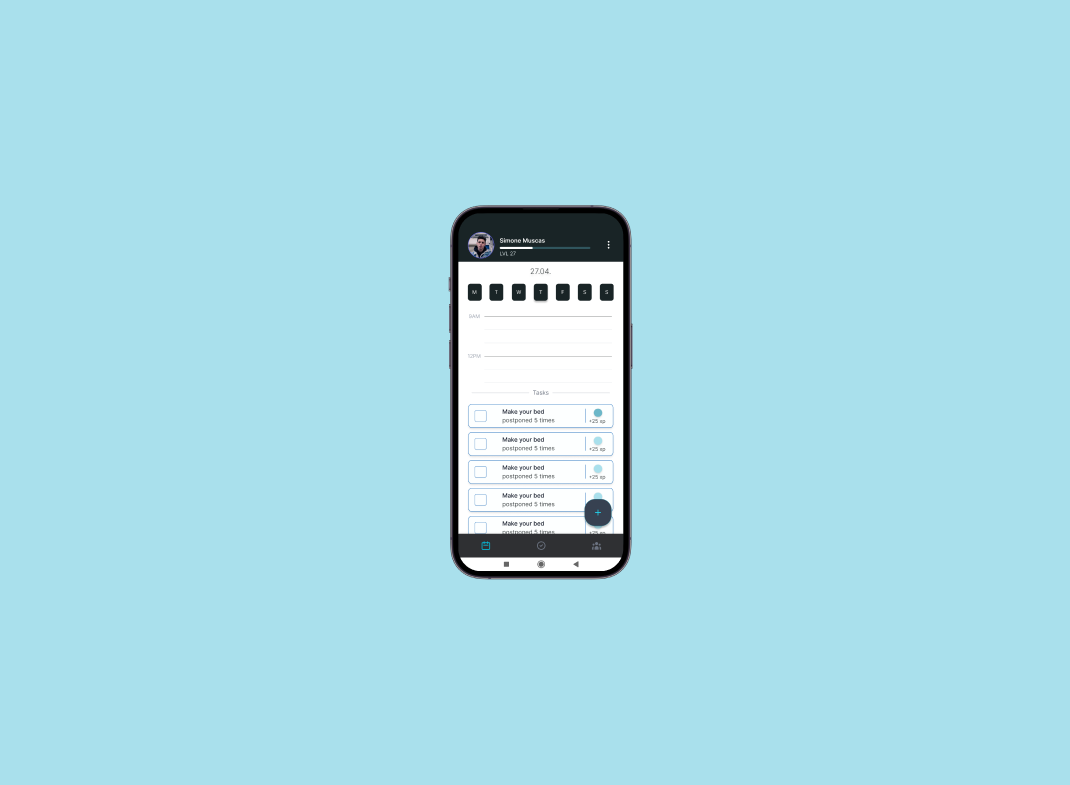 Simone Muscas
LVL 27
27.04.
M T W T F S S
12PM
Tasks
Make your bed
postponed 5 times
+25 xp
Make your bed
postponed 5 times
+25 xp
Make your bed
postponed 5 times
+25 xp
Make your bed
postponed 5 times
Make your bed
postponed 5 times
+25 xp